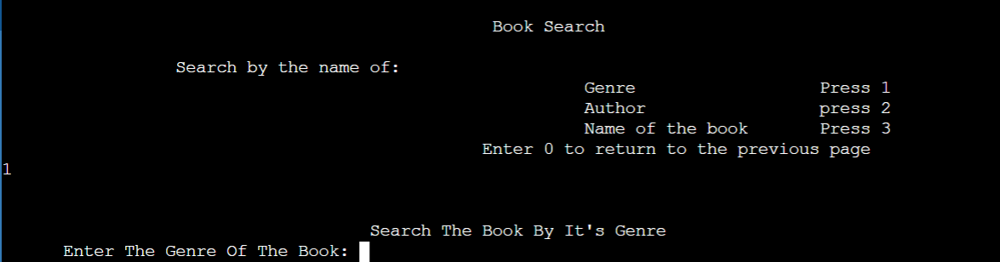 Book Search
Search by the name of:
Genre Press 1
Author press 2
Name of the book Press 3
Enter 0 to return to the previous page
1
Search The Book By It's Genre
Enter The Genre Of The Book: